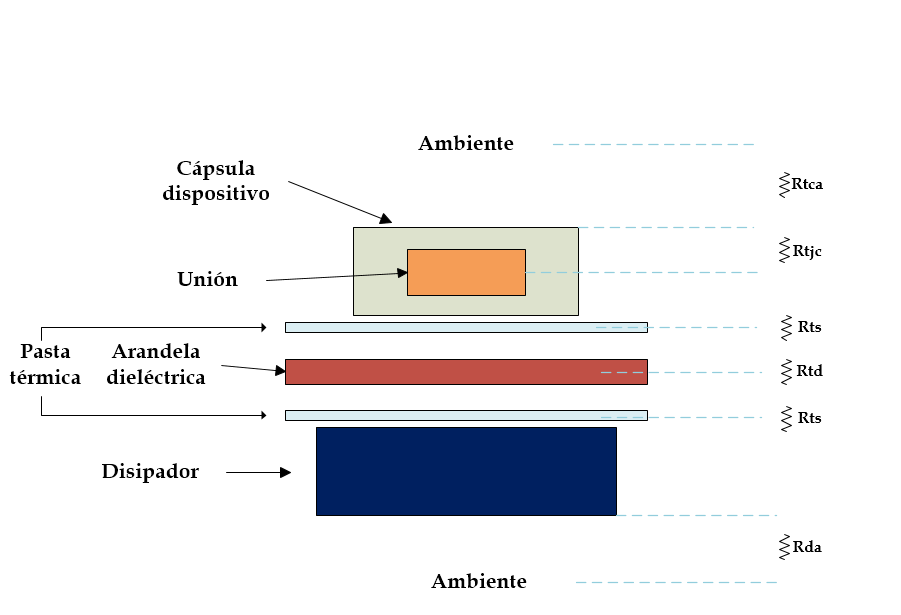 Ambiente
Cápsula
dispositivo
Rtca
Rtjc
Unión
Rts
Pasta
térmica
Arandela
dieléctrica
Rtd
Rts
Disipador
Rda
Ambiente